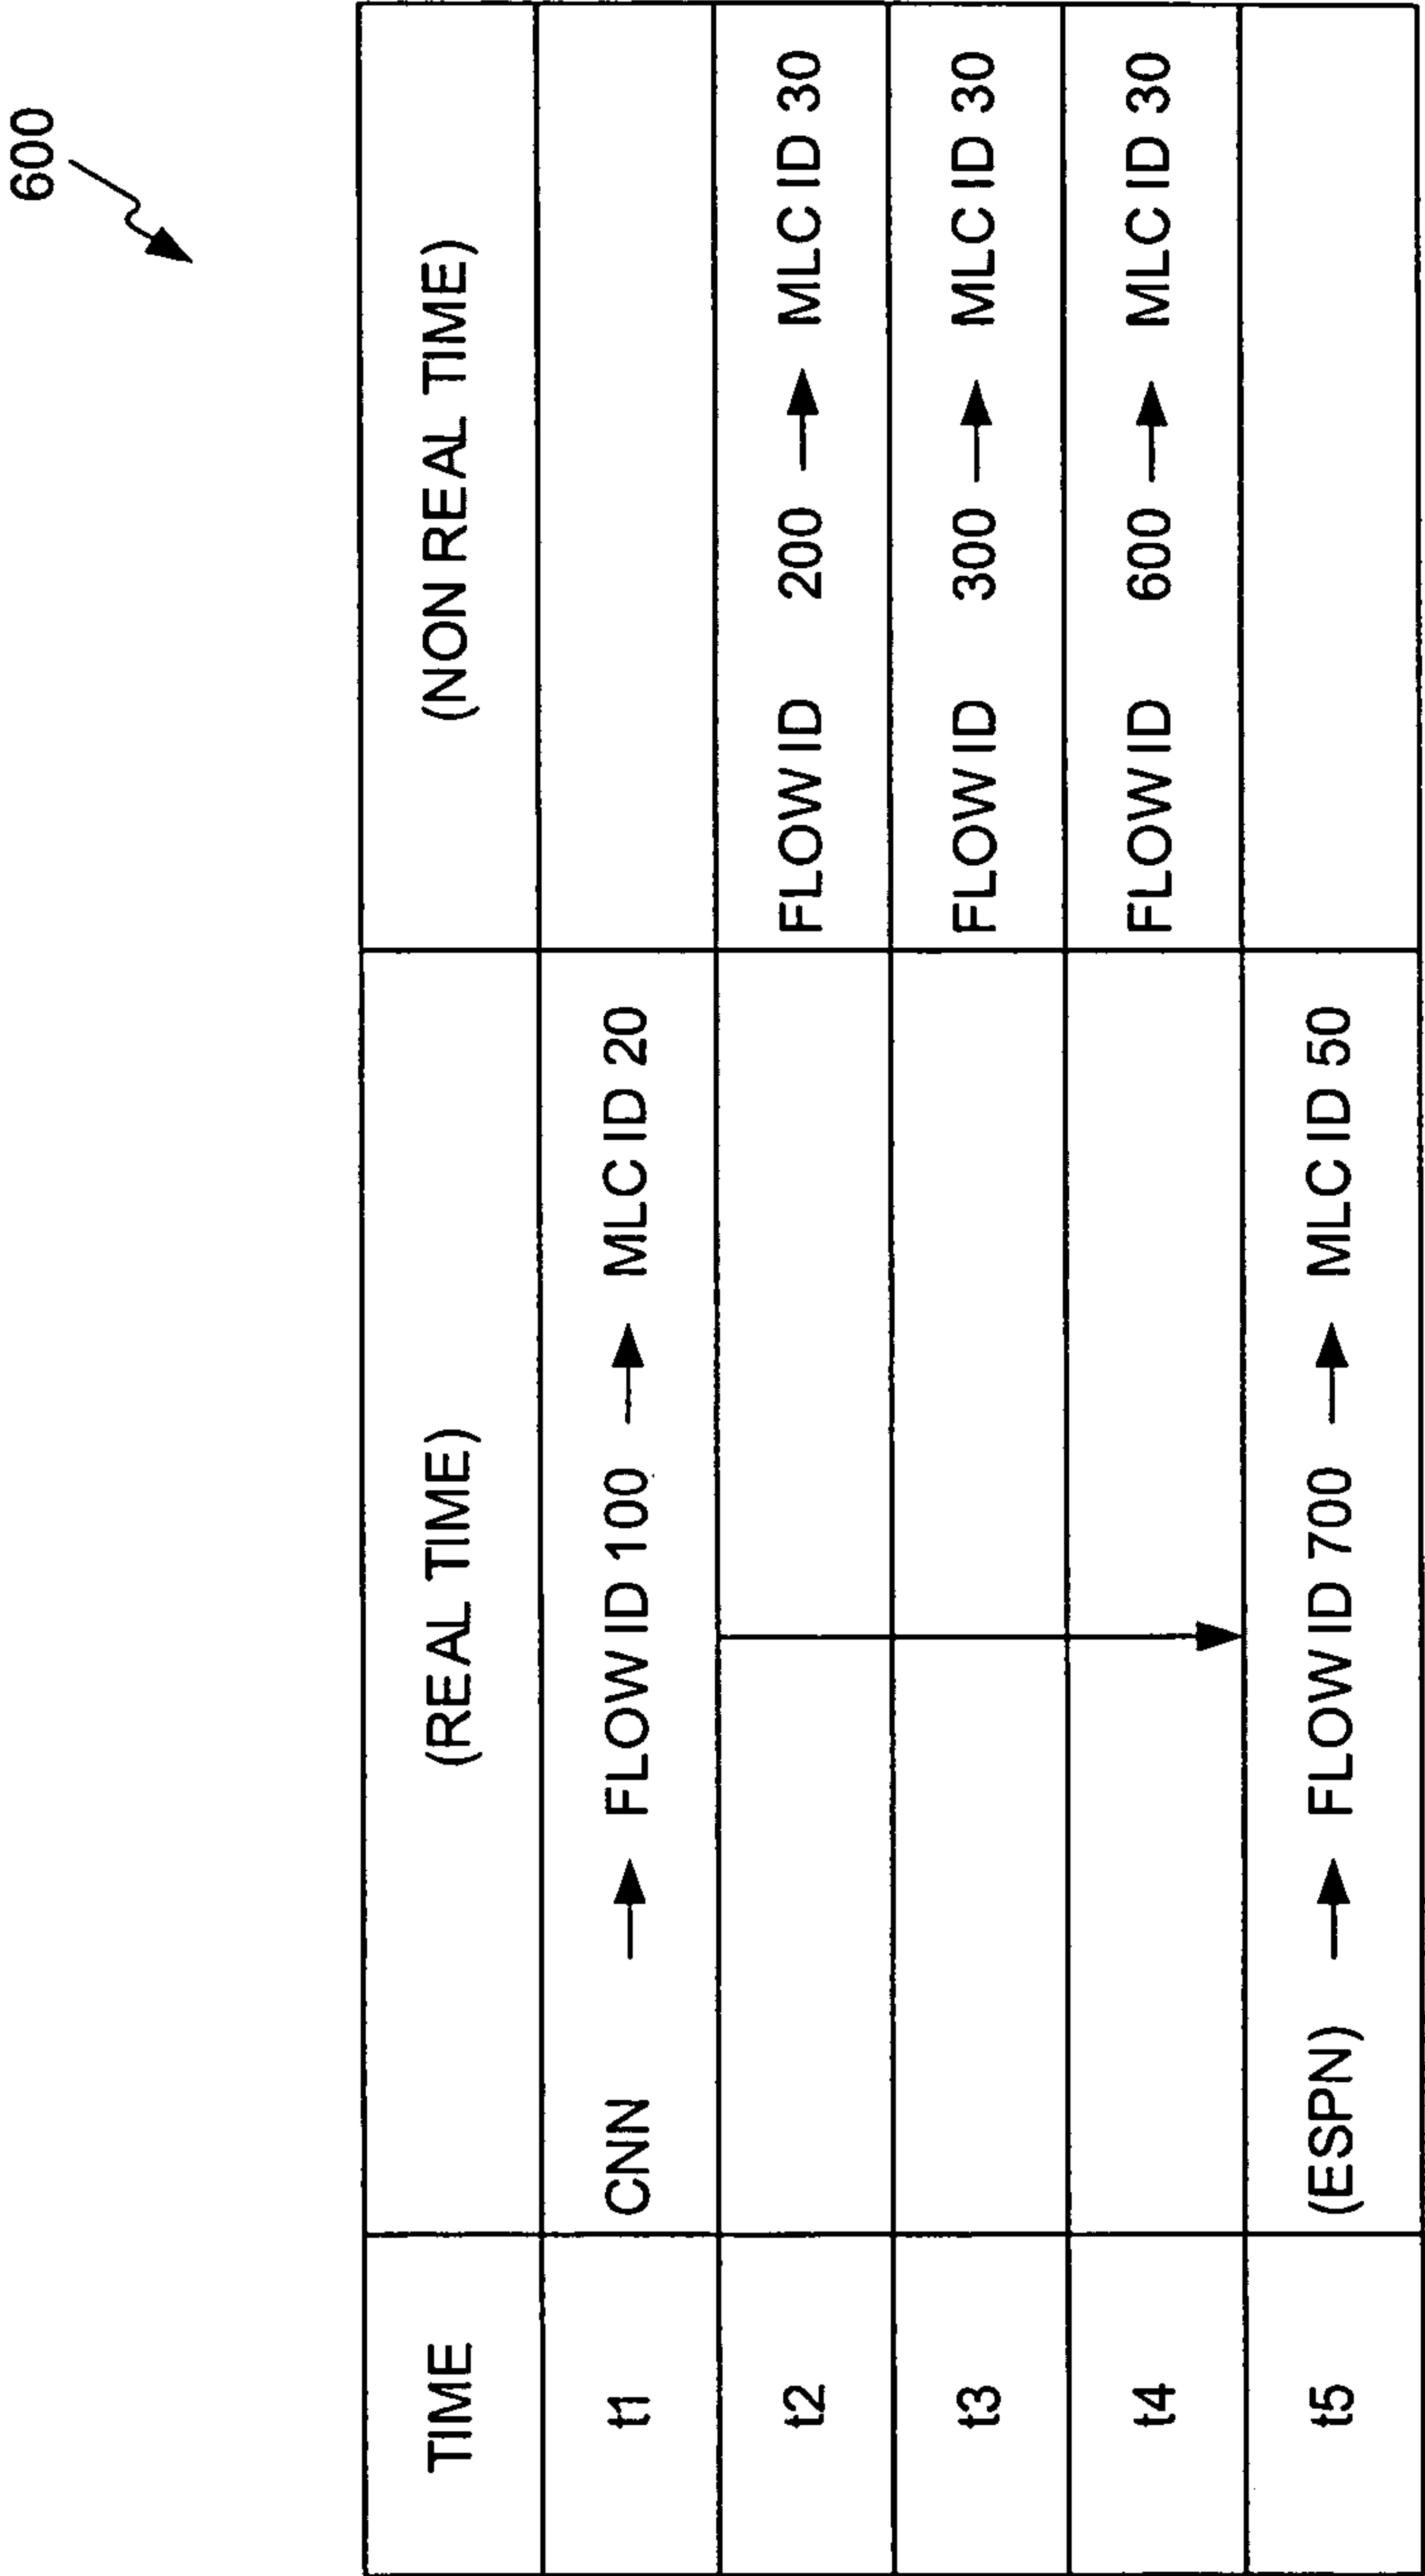 600
TIME (REAL TIME) (NON REAL TIME)
t1 CNN → FLOW ID 100 → MLC ID 20
t2 FLOW ID 200 → MLC ID 30
t3 FLOW ID 300 → MLC ID 30
t4 FLOW ID 600 → MLC ID 30
t5 (ESPN) → FLOW ID 700 → MLC ID 50